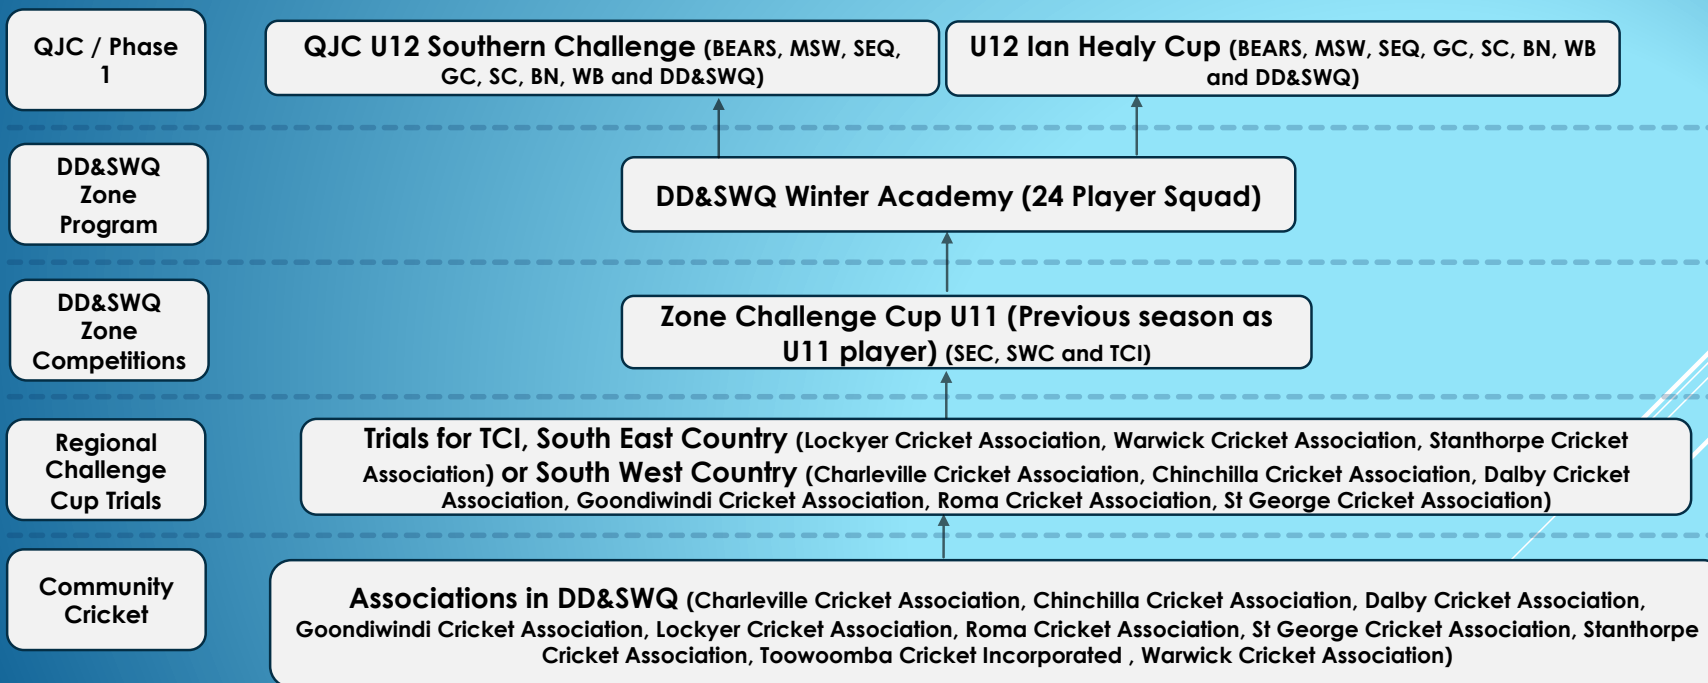 QJC / Phase
1
QJC U12 Southern Challenge (BEARS, MSW, SEQ,
GC, SC, BN, WB and DD&SWQ)
U12 Ian Healy Cup (BEARS, MSW, SEQ, GC, SC, BN, WB
and DD&SWQ)
DD&SWQ
Zone
Program
DD&SWQ Winter Academy (24 Player Squad)
DD&SWQ
Zone
Competitions
Zone Challenge Cup U11 (Previous season as
U11 player) (SEC, SWC and TCI)
Regional
Challenge
Cup Trials
Trials for TCI, South East Country (Lockyer Cricket Association, Warwick Cricket Association, Stanthorpe Cricket
Association) or South West Country (Charleville Cricket Association, Chinchilla Cricket Association, Dalby Cricket
Association, Goondiwindi Cricket Association, Roma Cricket Association, St George Cricket Association)
Community
Cricket
Associations in DD&SWQ (Charleville Cricket Association, Chinchilla Cricket Association, Dalby Cricket Association,
Goondiwindi Cricket Association, Lockyer Cricket Association, Roma Cricket Association, St George Cricket Association, Stanthorpe
Cricket Association, Toowoomba Cricket Incorporated , Warwick Cricket Association)